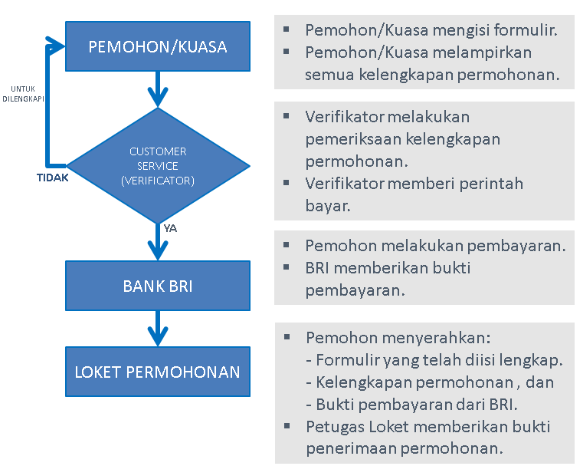 PEMOHON/KUASA
▪ Pemohon/Kuasa mengisi formulir.
▪ Pemohon/Kuasa melampirkan
semua kelengkapan permohonan.
UNTUK
DILENGKAPI
CUSTOMER
SERVICE
(VERIFICATOR)
TIDAK
YA
▪ Verifikator melakukan
pemeriksaan kelengkapan
permohonan.
▪ Verifikator memberi perintah
bayar.
BANK BRI
▪ Pemohon melakukan pembayaran.
▪ BRI memberikan bukti
pembayaran.
LOKET PERMOHONAN
▪ Pemohon menyerahkan:
- Formulir yang telah diisi lengkap.
- Kelengkapan permohonan , dan
- Bukti pembayaran dari BRI.
▪ Petugas Loket memberikan bukti
penerimaan permohonan.